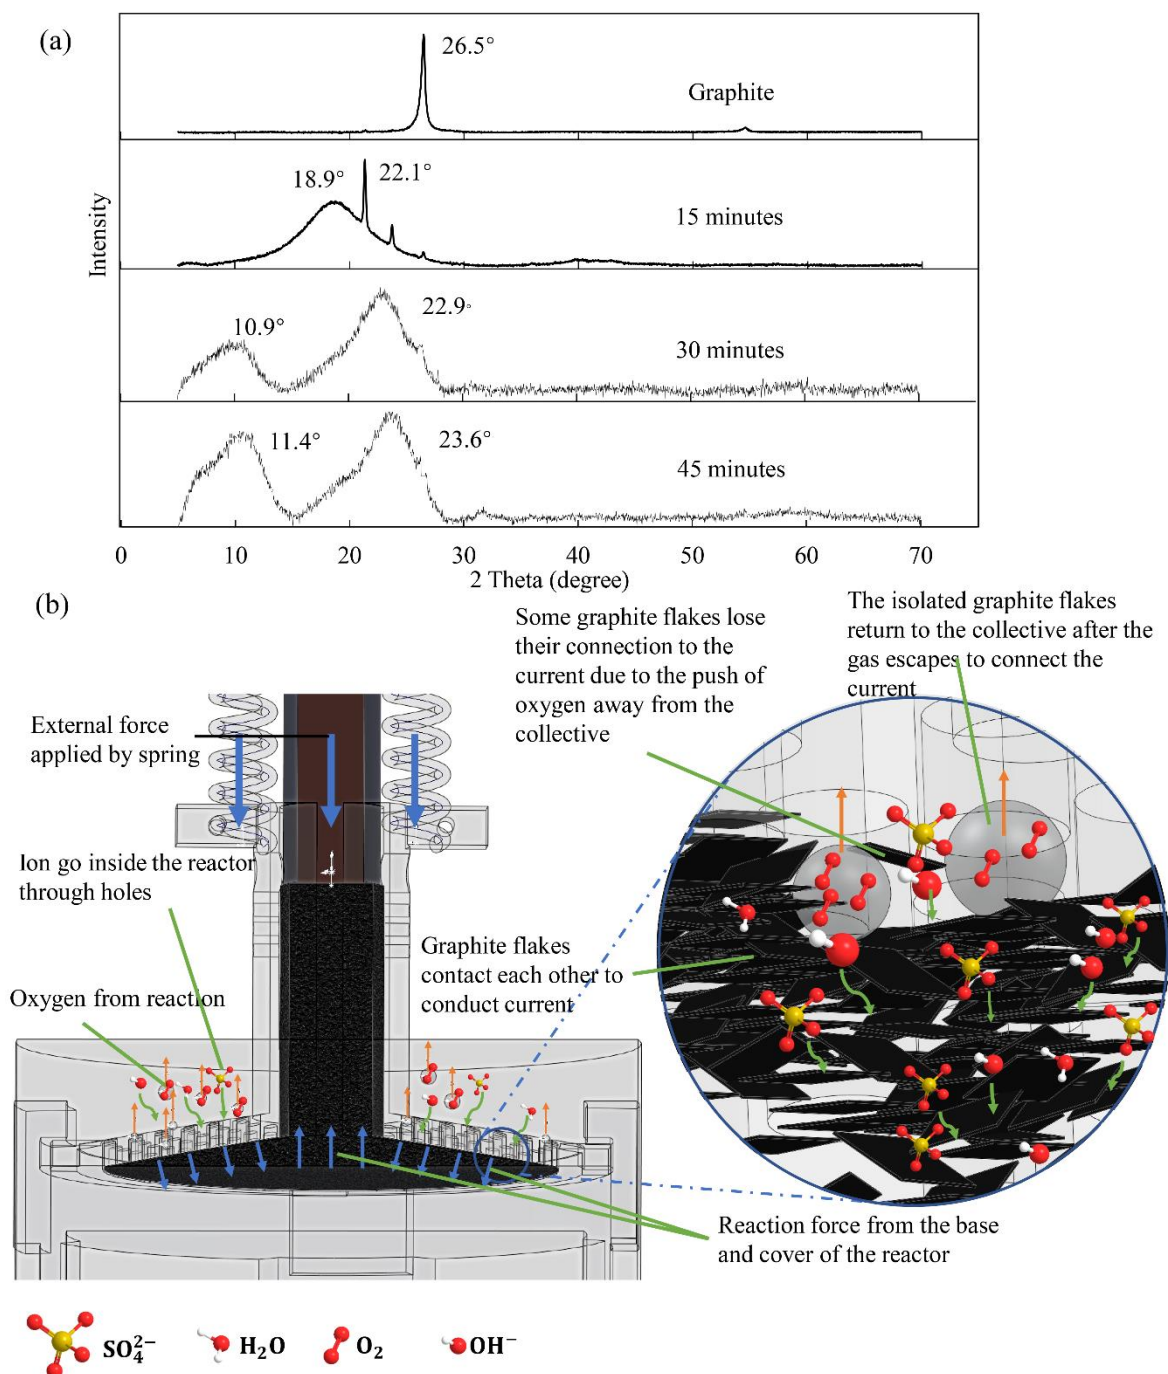 (a)
26.5°
Graphite
18.9°
22.1°
15 minutes
Intensity
10.9°
22.9°
30 minutes
11.4°
23.6°
45 minutes
0 10 20 30 40 50 60 70
2 Theta (degree)
(b)
Some graphite flakes lose
their connection to the
current due to the push of
oxygen away from the
collective
The isolated graphite flakes
return to the collective after the
gas escapes to connect the
current
External force
applied by spring
Ion go inside the reactor
through holes
Oxygen from reaction
Graphite flakes
contact each other to
conduct current
Reaction force from the base
and cover of the reactor
SO₄²⁻
H₂O
O₂
OH⁻